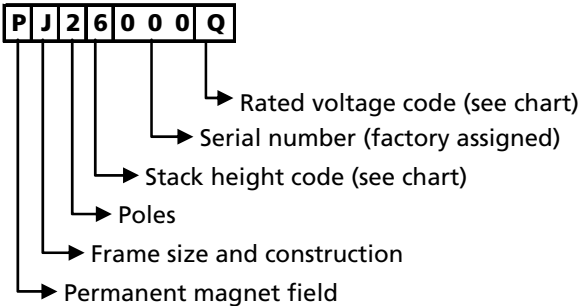 PJ26000Q
Rated voltage code (see chart)
Serial number (factory assigned)
Stack height code (see chart)
Poles
Frame size and construction
Permanent magnet field